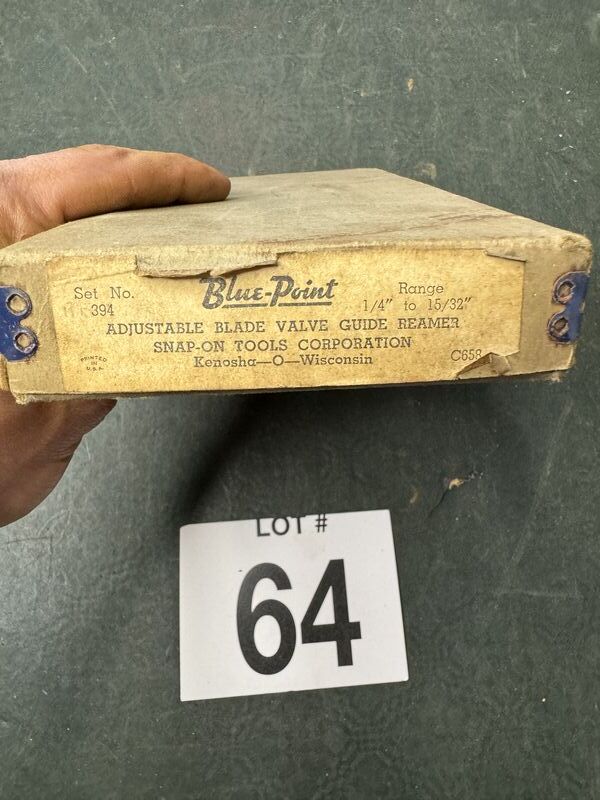 Set No.
394
Blue-Point
Range
1/4" to 15/32"
ADJUSTABLE BLADE VALVE GUIDE REAMER
SNAP-ON TOOLS CORPORATION
Kenosha—O—Wisconsin
PRINTED
IN
U.S.A.
C658
LOT #
64